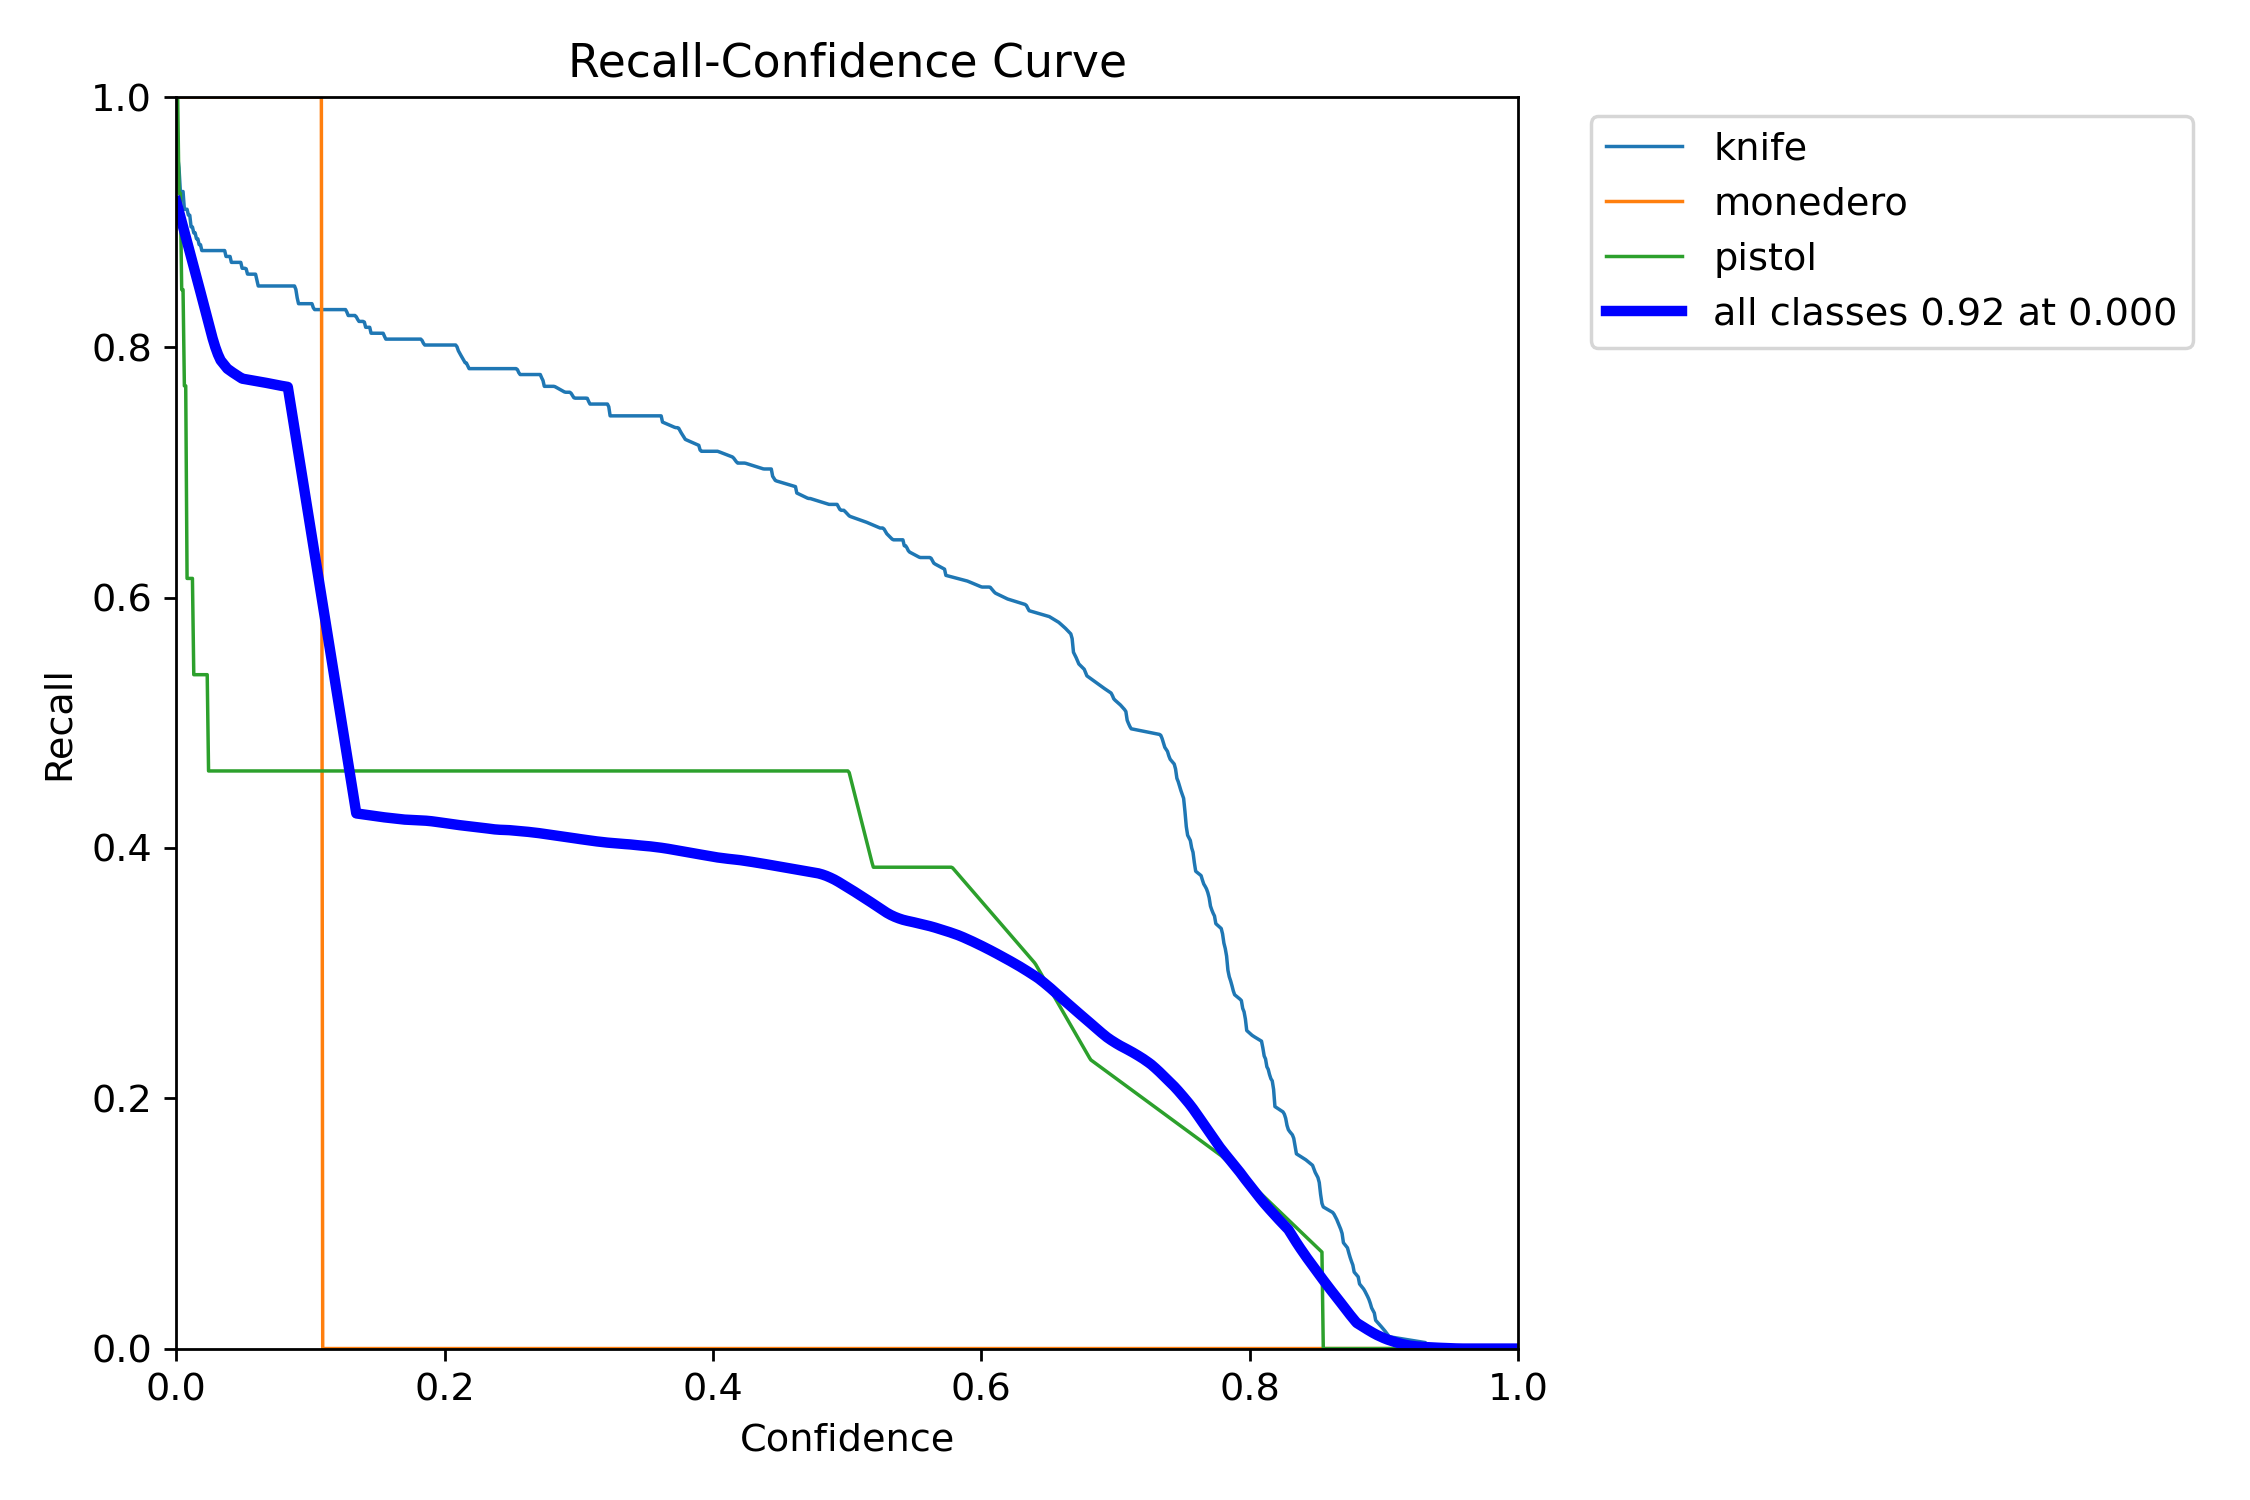 Recall-Confidence Curve
1.0
0.8
0.6
0.4
0.2
0.0
Recall
0.0 0.2 0.4 0.6 0.8 1.0
Confidence
knife
monedero
pistol
all classes 0.92 at 0.000